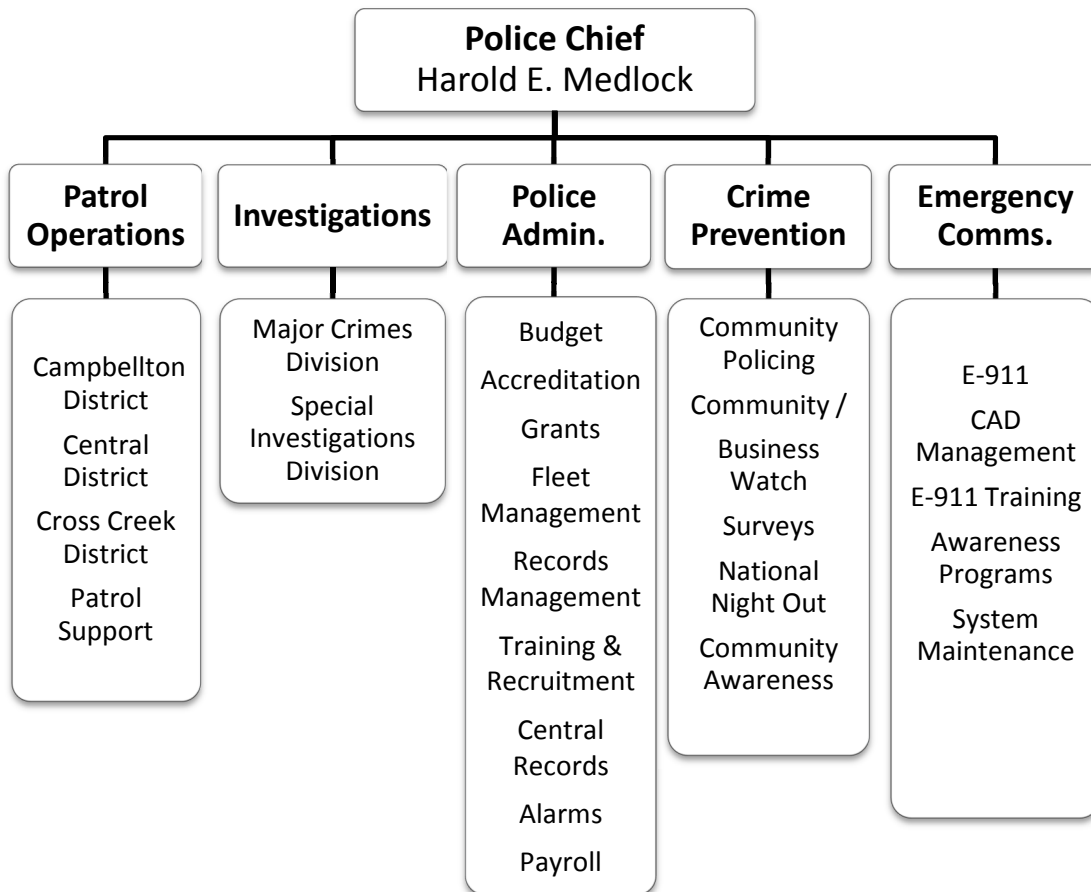 Police Chief
Harold E. Medlock
Patrol
Operations
Investigations
Police
Admin.
Crime
Prevention
Emergency
Comms.
Campbellton
District
Central
District
Cross Creek
District
Patrol
Support
Major Crimes
Division
Special
Investigations
Division
Budget
Accreditation
Grants
Fleet
Management
Records
Management
Training &
Recruitment
Central
Records
Alarms
Payroll
Community
Policing
Community /
Business
Watch
Surveys
National
Night Out
Community
Awareness
E-911
CAD
Management
E-911 Training
Awareness
Programs
System
Maintenance